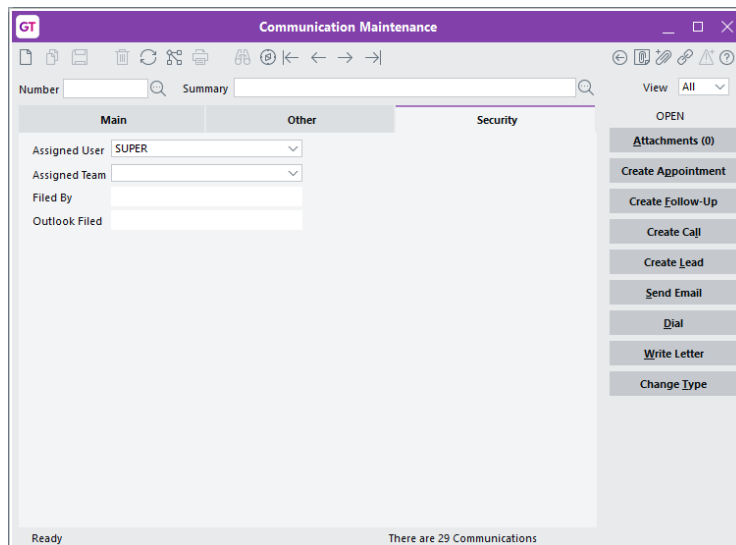 GT Communication Maintenance
Number Summary View All
Main Other Security OPEN
Assigned User SUPER
Assigned Team
Filed By
Outlook Filed
Attachments (0)
Create Appointment
Create Follow-Up
Create Call
Create Lead
Send Email
Dial
Write Letter
Change Type
Ready There are 29 Communications